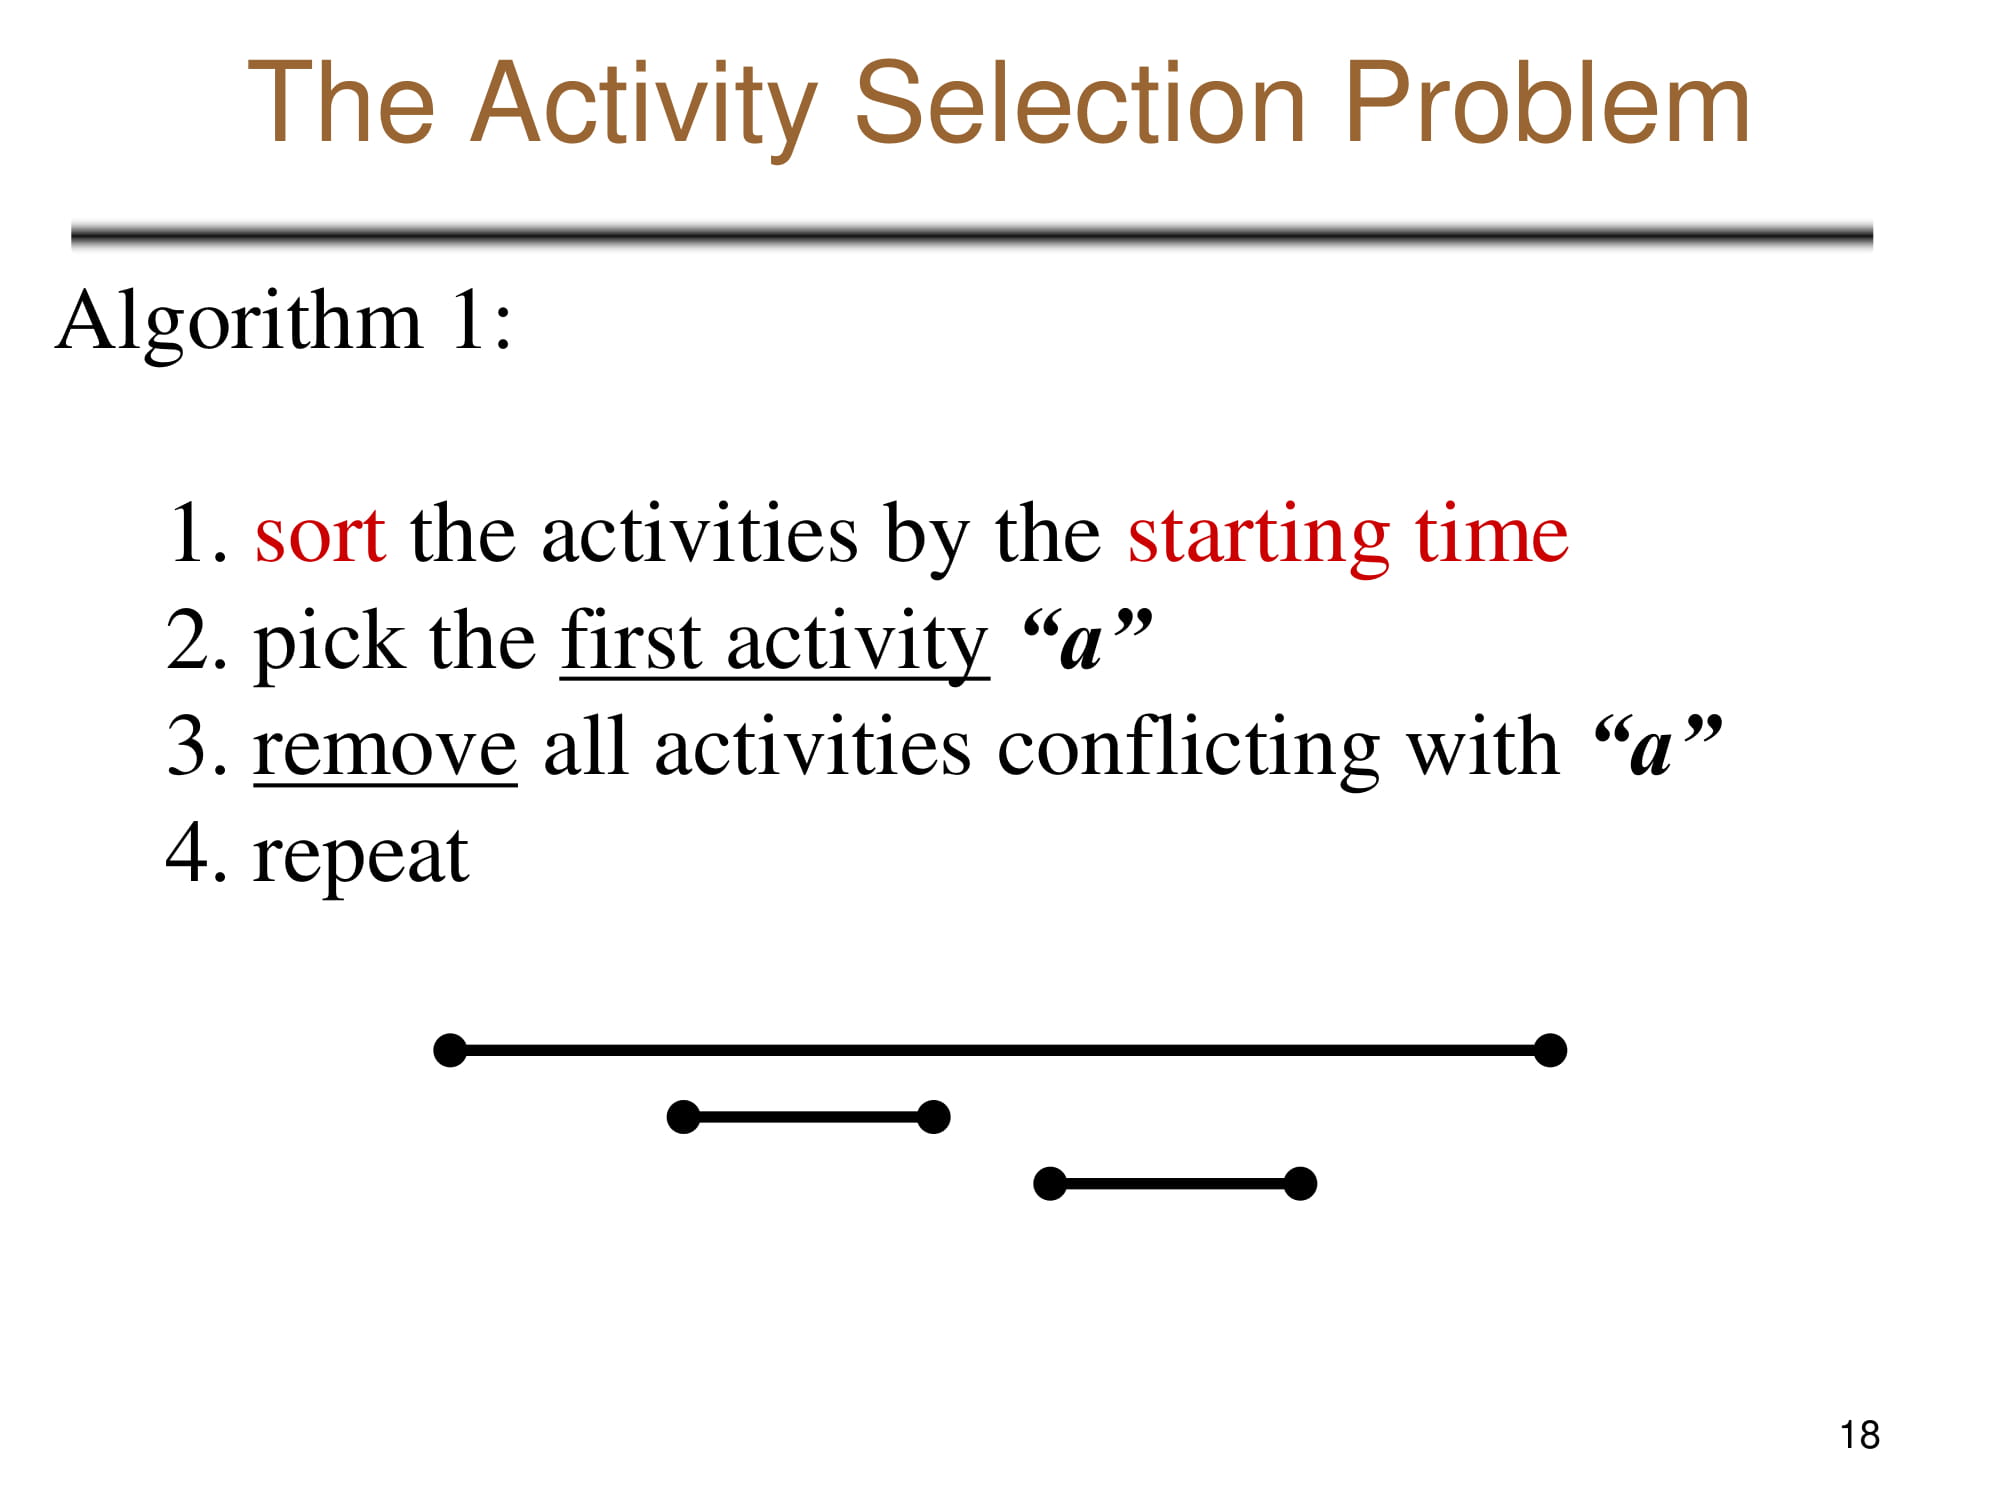 The Activity Selection Problem
Algorithm 1:
1. sort the activities by the starting time
2. pick the first activity “a”
3. remove all activities conflicting with “a”
4. repeat
18